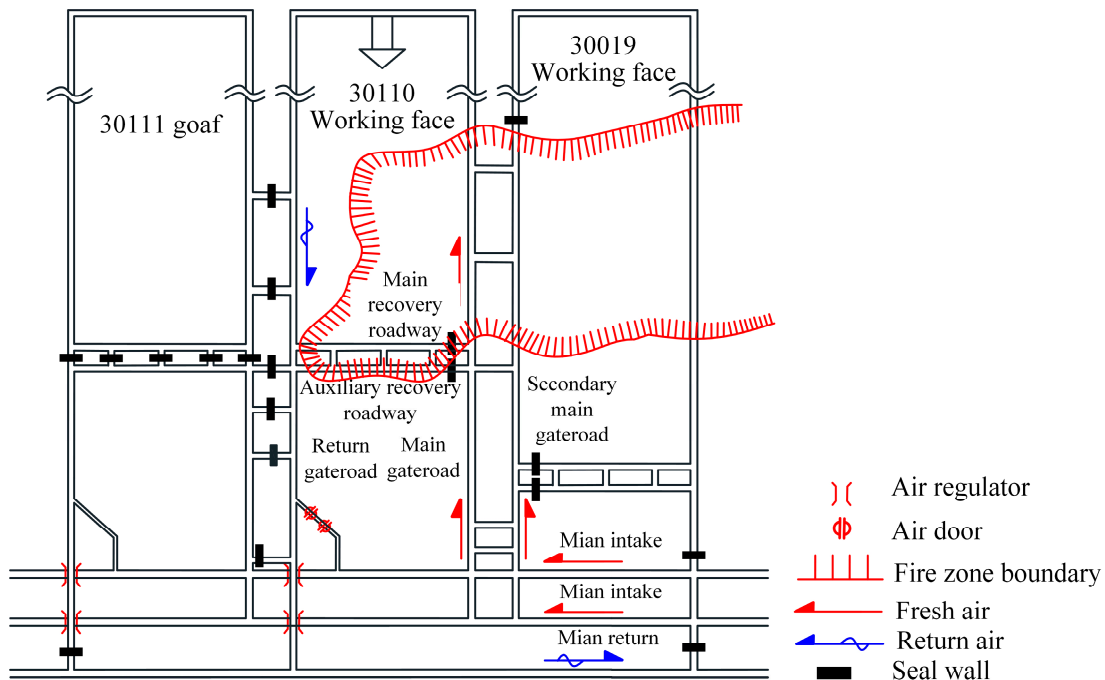 30019
Working face
30110
Working face
30111 goaf
Main
recovery
roadway
Auxiliary recovery
roadway
Sccondary
main
gateroad
Return
gateroad
Main
gateroad
Mian intake
Mian intake
Mian return
Air regulator
Air door
Fire zone boundary
Fresh air
Return air
Seal wall